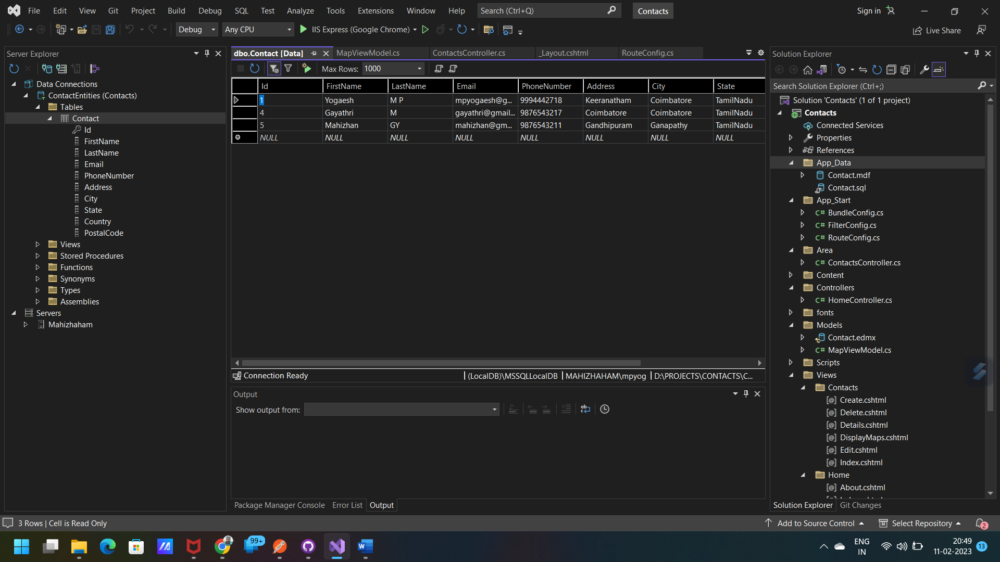 File Edit View Git Project Build Debug SQL Test Analyze Tools Extensions Window Help Search (Ctrl+Q) Contacts Sign in
Debug Any CPU IIS Express (Google Chrome) Live Share
Server Explorer
Data Connections
ContactEntities (Contacts)
Tables
Contact
Id
FirstName
LastName
Email
PhoneNumber
Address
City
State
Country
PostalCode
Views
Stored Procedures
Functions
Synonyms
Types
Assemblies
Servers
Mahizhaham
dbo.Contact [Data] MapViewModel.cs ContactsController.cs _Layout.cshtml RouteConfig.cs
Max Rows: 1000
Id FirstName LastName Email PhoneNumber Address City State
1 Yogaesh M P mpyogaesh@g... 9994442718 Keeranatham Coimbatore TamilNadu
4 Gayathri M gayathri@gmail... 9876543217 Coimbatore Coimbatore TamilNadu
5 Mahizhan GY mahizhan@gm... 9876543211 Gandhipuram Ganapathy TamilNadu
NULL NULL NULL NULL NULL NULL NULL NULL
Connection Ready (LocalDB)\MSSQLLocalDB MAHIZHAHAM\mpyog D:\PROJECTS\CONTACTS\C...
Output
Show output from:
Package Manager Console Error List Output
Solution Explorer
Search Solution Explorer (Ctrl+;)
Solution 'Contacts' (1 of 1 project)
Contacts
Connected Services
Properties
References
App_Data
Contact.mdf
Contact.sql
App_Start
C# BundleConfig.cs
C# FilterConfig.cs
C# RouteConfig.cs
Area
C# ContactsController.cs
Content
Controllers
C# HomeController.cs
fonts
Models
Contact.edmx
C# MapViewModel.cs
Scripts
Views
Contacts
[@] Create.cshtml
[@] Delete.cshtml
[@] Details.cshtml
[@] DisplayMaps.cshtml
[@] Edit.cshtml
[@] Index.cshtml
Home
[@] About.cshtml
Solution Explorer Git Changes
3 Rows | Cell is Read Only Add to Source Control Select Repository 2
99+
ENG
IN
20:49
11-02-2023
13